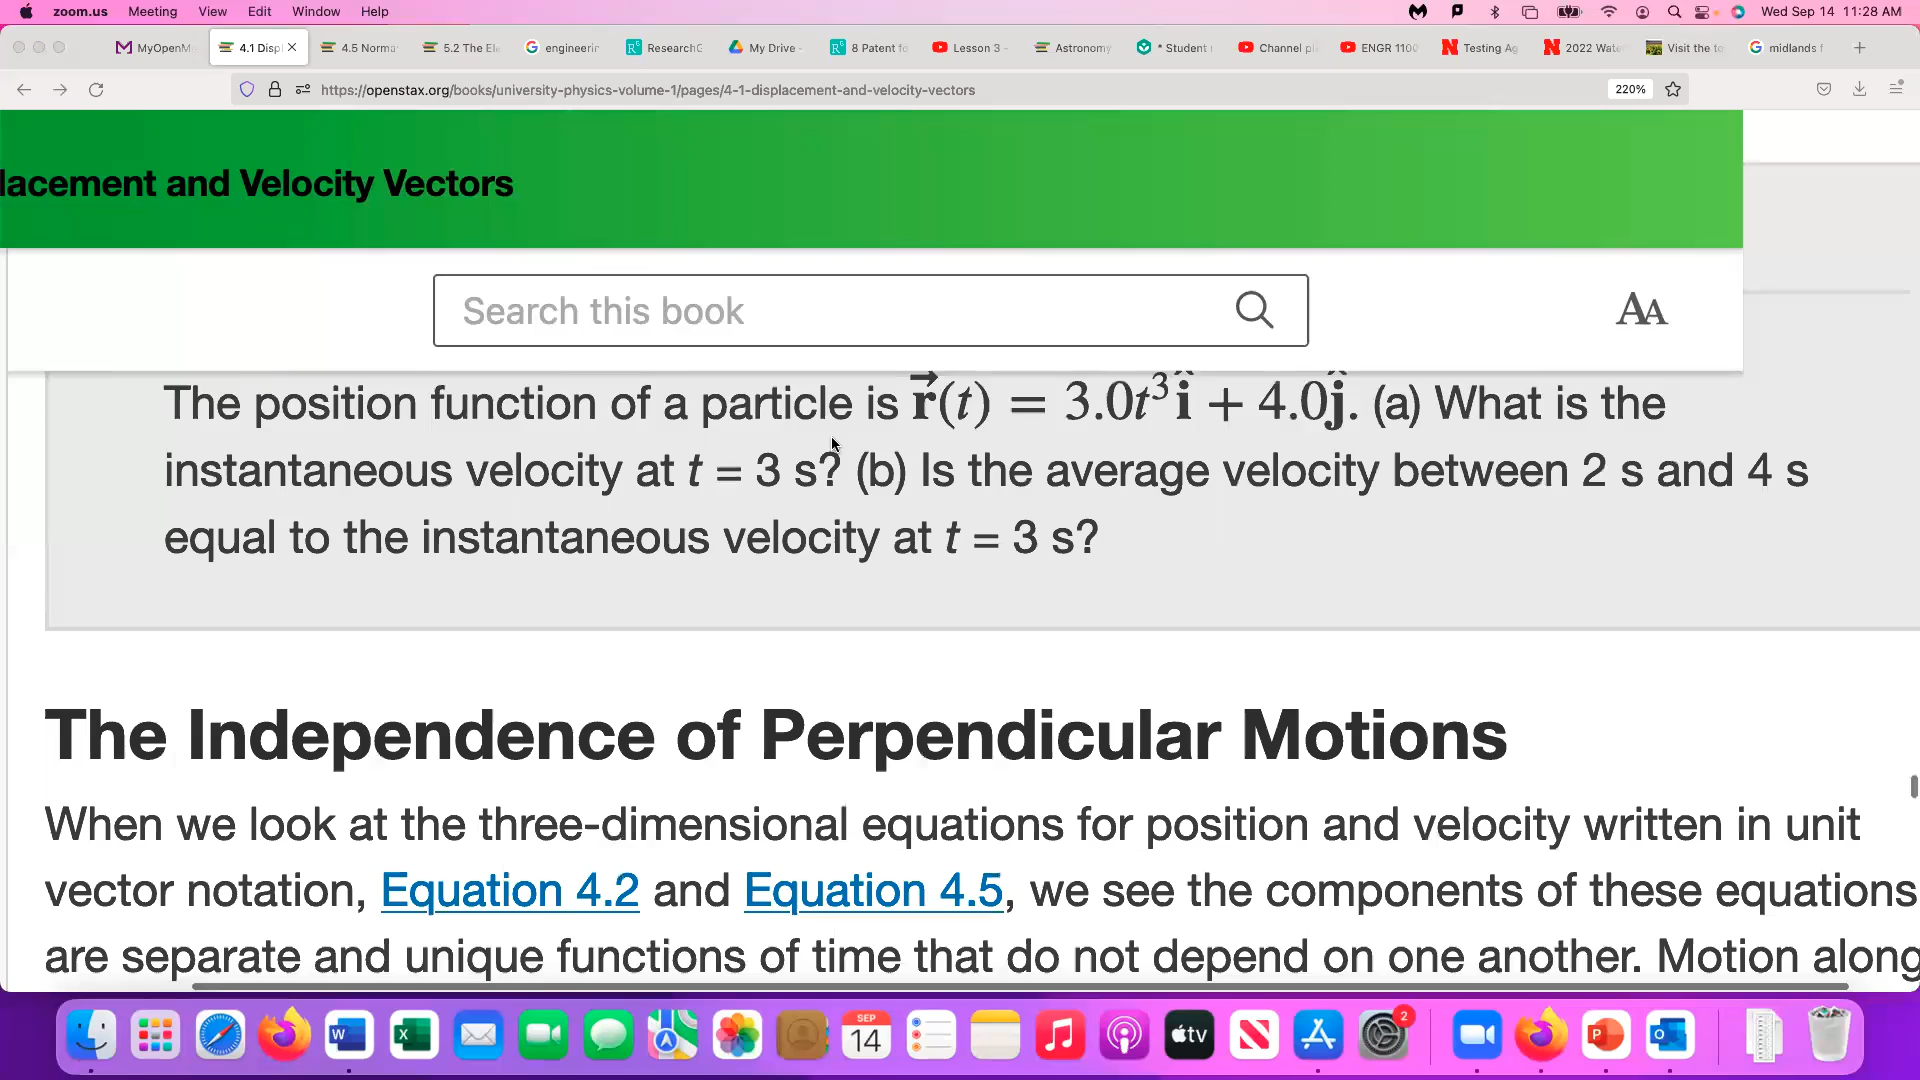 zoom.us Meeting View Edit Window Help Wed Sep 14 11:28 AM
MyOpenM 4.1 Displ 4.5 Norma 5.2 The Ele engineerin ResearchG My Drive - 8 Patent fo Lesson 3 - Astronomy * Student Channel pl ENGR 1100 Testing Ag 2022 Wate Visit the to midlands t
https://openstax.org/books/university-physics-volume-1/pages/4-1-displacement-and-velocity-vectors 220%
lacement and Velocity Vectors
Search this book AA
The position function of a particle is r⃗(t) = 3.0t³î + 4.0ĵ. (a) What is the
instantaneous velocity at t = 3 s? (b) Is the average velocity between 2 s and 4 s
equal to the instantaneous velocity at t = 3 s?
The Independence of Perpendicular Motions
When we look at the three-dimensional equations for position and velocity written in unit
vector notation, Equation 4.2 and Equation 4.5, we see the components of these equations
are separate and unique functions of time that do not depend on one another. Motion along
SEP
14
tv
2